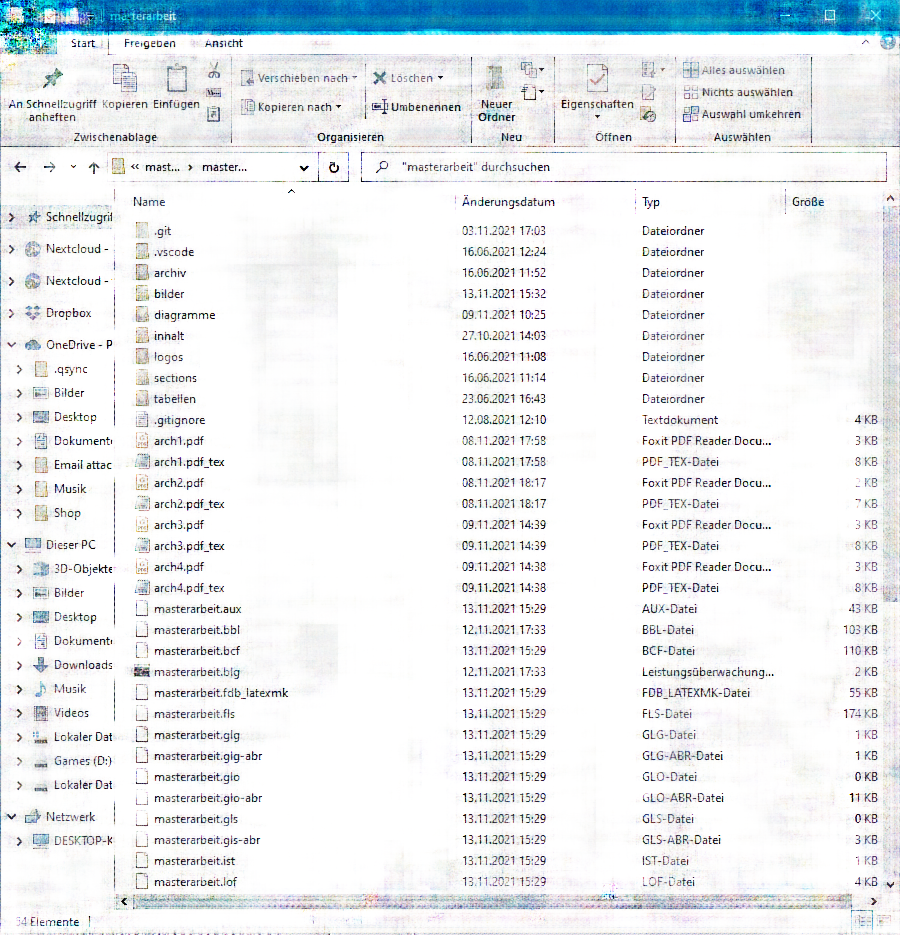 masterarbeit
Start Freigeben Ansicht
An Schnellzugriff anheften Kopieren Einfügen
Verschieben nach Löschen
Kopieren nach Umbenennen
Neuer Ordner Eigenschaften
Alles auswählen
Nichts auswählen
Auswahl umkehren
Zwischenablage Organisieren Neu Öffnen Auswählen
« mast... › master... "masterarbeit" durchsuchen
Name Änderungsdatum Typ Größe
Schnellzugrif
Nextcloud -
Nextcloud -
Dropbox
OneDrive - P
.qsync
Bilder
Desktop
Dokumente
Email attac
Musik
Shop
Dieser PC
3D-Objekte
Bilder
Desktop
Dokumente
Downloads
Musik
Videos
Lokaler Dat
Games (D:)
Lokaler Dat
Netzwerk
DESKTOP-K
.git 03.11.2021 17:03 Dateiordner
.vscode 16.06.2021 12:24 Dateiordner
archiv 16.06.2021 11:52 Dateiordner
bilder 13.11.2021 15:32 Dateiordner
diagramme 09.11.2021 10:25 Dateiordner
inhalt 27.10.2021 14:03 Dateiordner
logos 16.06.2021 11:08 Dateiordner
sections 16.06.2021 11:14 Dateiordner
tabellen 23.06.2021 16:43 Dateiordner
.gitignore 12.08.2021 12:10 Textdokument 4 KB
arch1.pdf 08.11.2021 17:58 Foxit PDF Reader Docu... 3 KB
arch1.pdf_tex 08.11.2021 17:58 PDF_TEX-Datei 8 KB
arch2.pdf 08.11.2021 18:17 Foxit PDF Reader Docu... 2 KB
arch2.pdf_tex 08.11.2021 18:17 PDF_TEX-Datei 7 KB
arch3.pdf 09.11.2021 14:39 Foxit PDF Reader Docu... 3 KB
arch3.pdf_tex 09.11.2021 14:39 PDF_TEX-Datei 8 KB
arch4.pdf 09.11.2021 14:38 Foxit PDF Reader Docu... 3 KB
arch4.pdf_tex 09.11.2021 14:38 PDF_TEX-Datei 8 KB
masterarbeit.aux 13.11.2021 15:29 AUX-Datei 43 KB
masterarbeit.bbl 12.11.2021 17:33 BBL-Datei 103 KB
masterarbeit.bcf 13.11.2021 15:29 BCF-Datei 110 KB
masterarbeit.blg 12.11.2021 17:33 Leistungsüberwachung... 2 KB
masterarbeit.fdb_latexmk 13.11.2021 15:29 FDB_LATEXMK-Datei 55 KB
masterarbeit.fls 13.11.2021 15:29 FLS-Datei 174 KB
masterarbeit.glg 13.11.2021 15:29 GLG-Datei 1 KB
masterarbeit.glg-abr 13.11.2021 15:29 GLG-ABR-Datei 1 KB
masterarbeit.glo 13.11.2021 15:29 GLO-Datei 0 KB
masterarbeit.glo-abr 13.11.2021 15:29 GLO-ABR-Datei 11 KB
masterarbeit.gls 13.11.2021 15:29 GLS-Datei 0 KB
masterarbeit.gls-abr 13.11.2021 15:29 GLS-ABR-Datei 3 KB
masterarbeit.ist 13.11.2021 15:29 IST-Datei 1 KB
masterarbeit.lof 13.11.2021 15:29 LOF-Datei 4 KB
54 Elemente